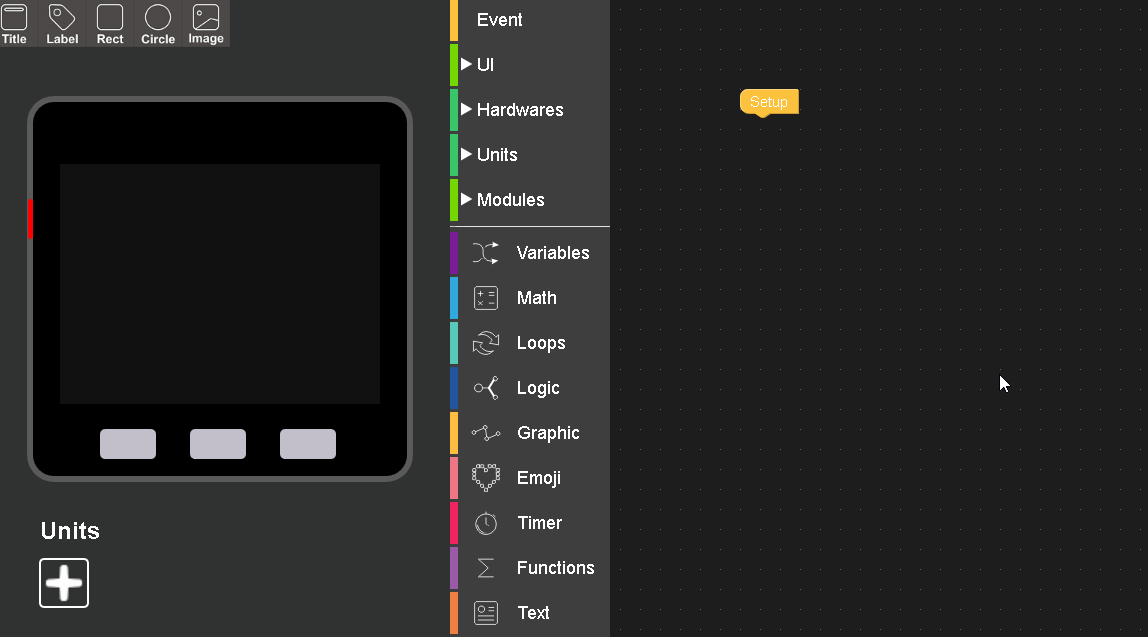 Title Label Rect Circle Image
Units
Event
UI
Hardwares
Units
Modules
Variables
Math
Loops
Logic
Graphic
Emoji
Timer
Functions
Text
Setup